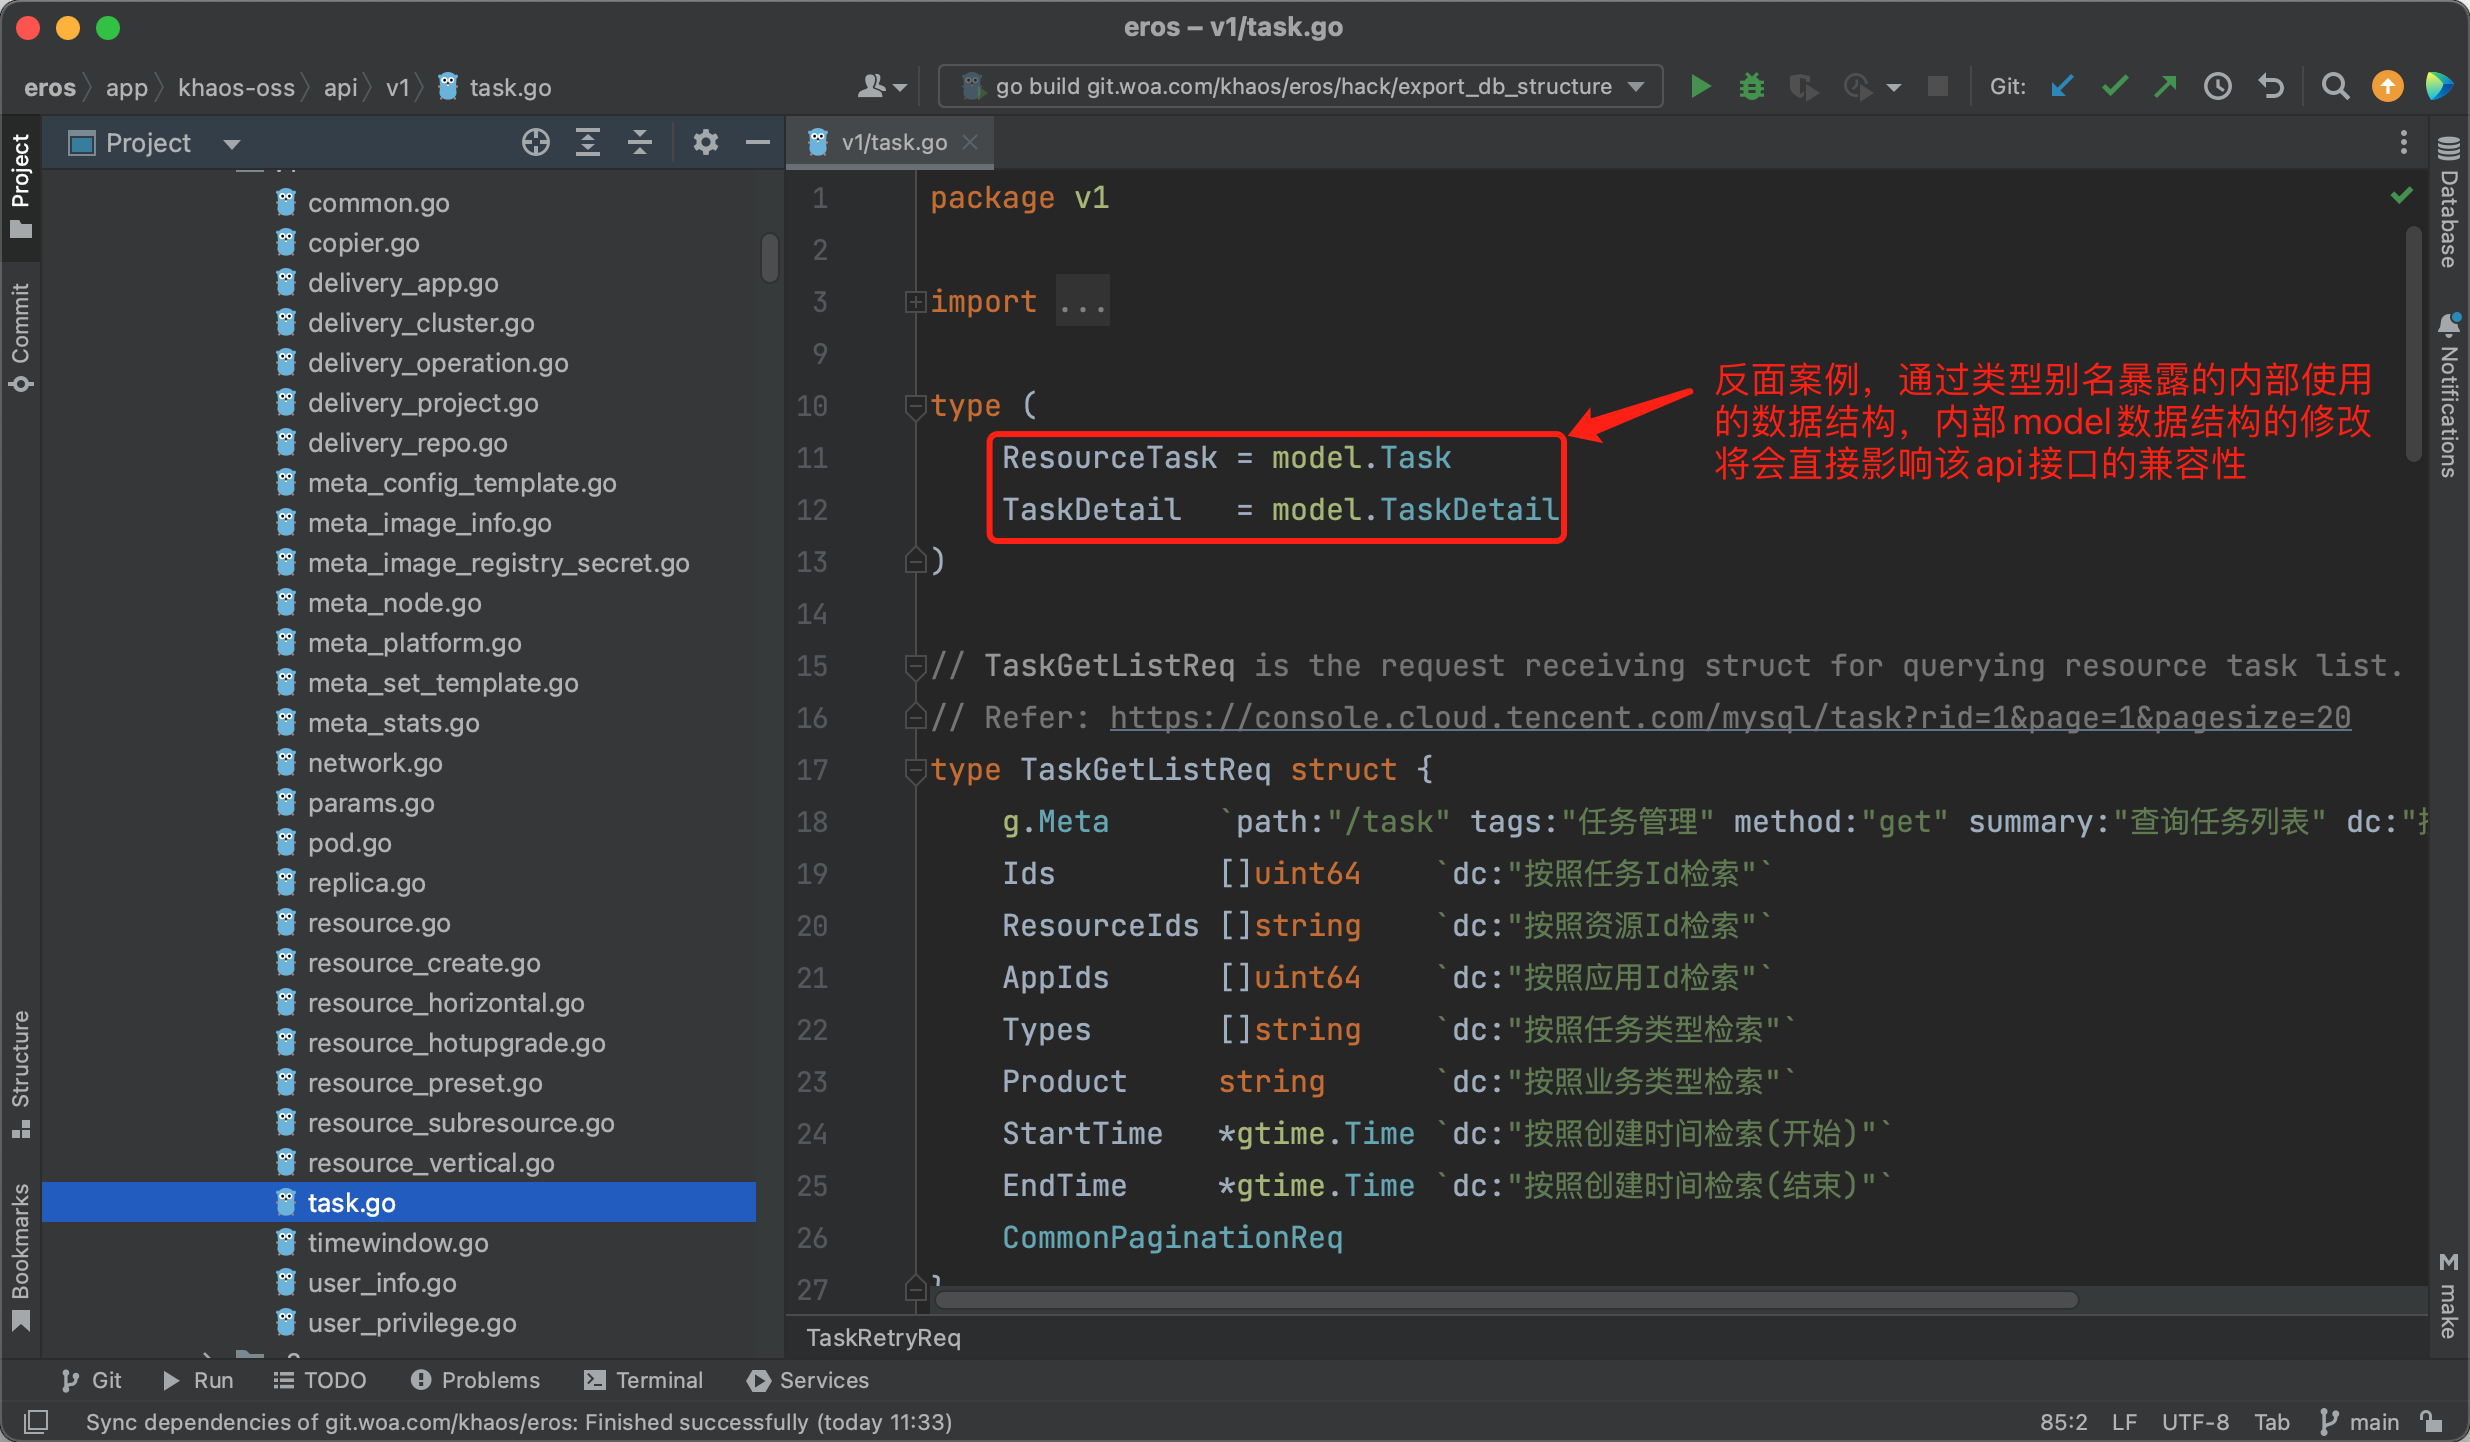 eros – v1/task.go
eros app khaos-oss api v1 task.go
go build git.woa.com/khaos/eros/hack/export_db_structure
Git:
Project
v1/task.go
Project
Commit
Structure
Bookmarks
common.go
copier.go
delivery_app.go
delivery_cluster.go
delivery_operation.go
delivery_project.go
delivery_repo.go
meta_config_template.go
meta_image_info.go
meta_image_registry_secret.go
meta_node.go
meta_platform.go
meta_set_template.go
meta_stats.go
network.go
params.go
pod.go
replica.go
resource.go
resource_create.go
resource_horizontal.go
resource_hotupgrade.go
resource_preset.go
resource_subresource.go
resource_vertical.go
task.go
timewindow.go
user_info.go
user_privilege.go
1 package v1
2
3 import ...
9
10 type (
11 ResourceTask = model.Task
12 TaskDetail = model.TaskDetail
13 )
14
15 // TaskGetListReq is the request receiving struct for querying resource task list.
16 // Refer: https://console.cloud.tencent.com/mysql/task?rid=1&page=1&pagesize=20
17 type TaskGetListReq struct {
18 g.Meta `path:"/task" tags:"任务管理" method:"get" summary:"查询任务列表" dc:"
19 Ids []uint64 `dc:"按照任务Id检索"`
20 ResourceIds []string `dc:"按照资源Id检索"`
21 AppIds []uint64 `dc:"按照应用Id检索"`
22 Types []string `dc:"按照任务类型检索"`
23 Product string `dc:"按照业务类型检索"`
24 StartTime *gtime.Time `dc:"按照创建时间检索(开始)"`
25 EndTime *gtime.Time `dc:"按照创建时间检索(结束)"`
26 CommonPaginationReq
27 }
反面案例，通过类型别名暴露的内部使用
的数据结构，内部model数据结构的修改
将会直接影响该api接口的兼容性
TaskRetryReq
Database
Notifications
make
Git Run TODO Problems Terminal Services
Sync dependencies of git.woa.com/khaos/eros: Finished successfully (today 11:33)
85:2 LF UTF-8 Tab main